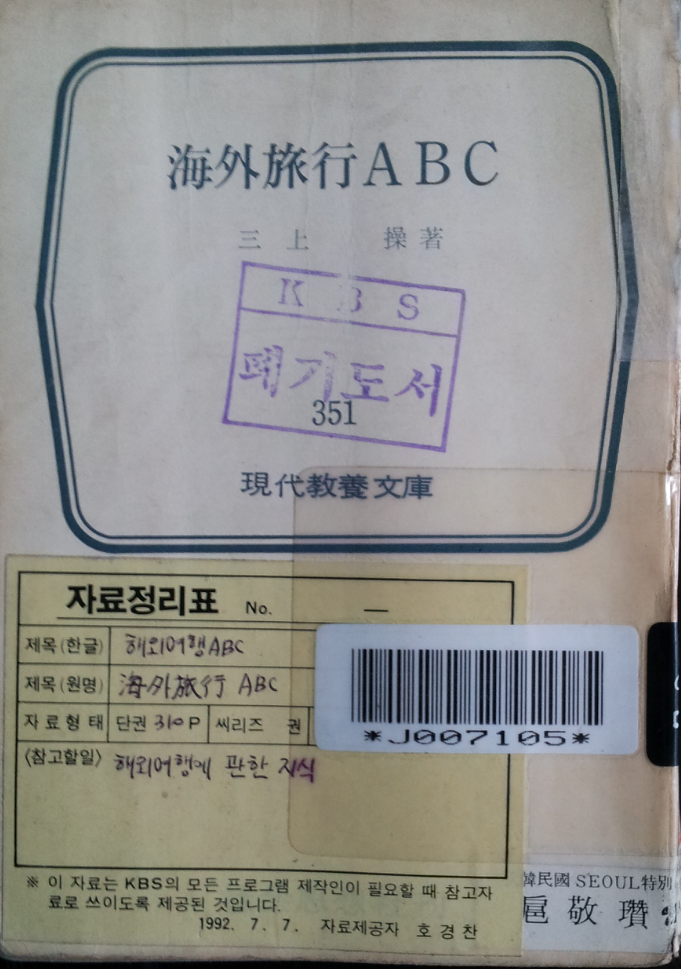 海外旅行ABC
三上 操著
K B S
폐기도서
351
現代教養文庫
자료정리표 No. —
제목(한글) 해외여행ABC
제목(원명) 海外旅行 ABC
자료형태 단권 310P 씨리즈 권
*J007105*
〈참고할일〉 해외여행에 관한 지식
※ 이 자료는 KBS의 모든 프로그램 제작인이 필요할 때 참고자
료로 쓰이도록 제공된 것입니다.
1992. 7. 7. 자료제공자 호경찬
韓民國 SEOUL特別
扈敬瓚